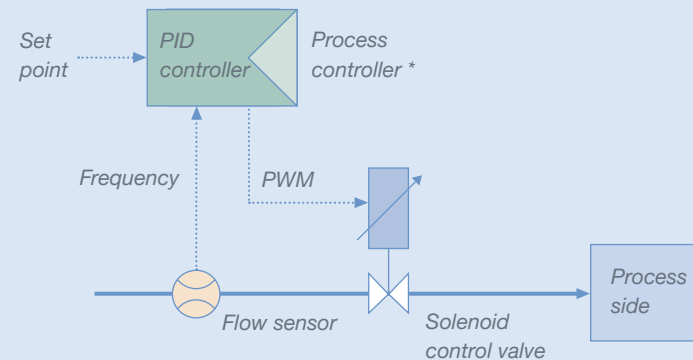 Set
point
PID
controller
Process
controller *
Frequency
PWM
Flow sensor
Solenoid
control valve
Process
side